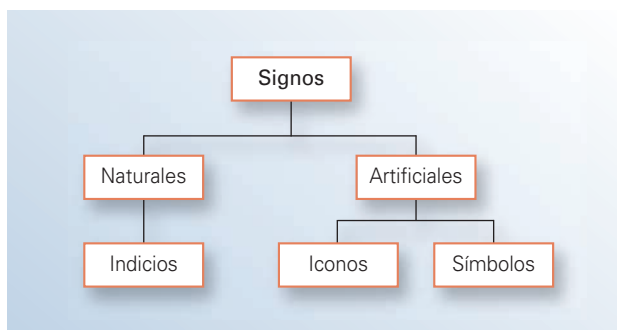 Signos
Naturales
Artificiales
Indicios
Iconos
Símbolos